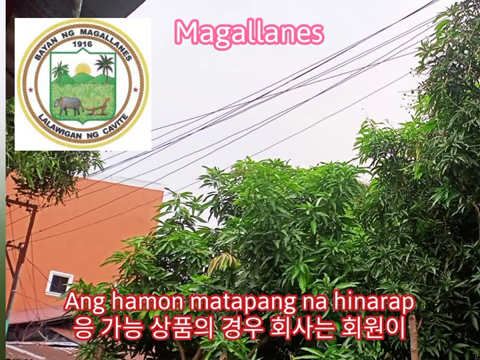 Magallanes
BAYAN NG MAGALLANES
1916
LALAWIGAN NG CAVITE
Ang hamon matapang na hinarap
응 가능 상품의 경우 회사는 회원이